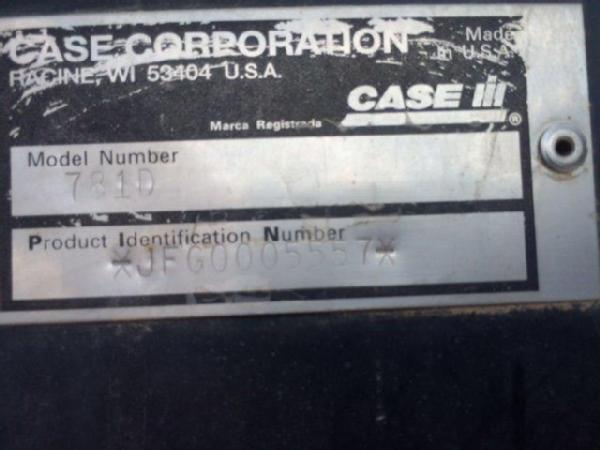 CASE CORPORATION
RACINE, WI 53404 U.S.A.
Made
in U.S.A.
CASE IH
®
Marca Registrada
Model Number
781D
Product Identification Number
*JFG0005557*